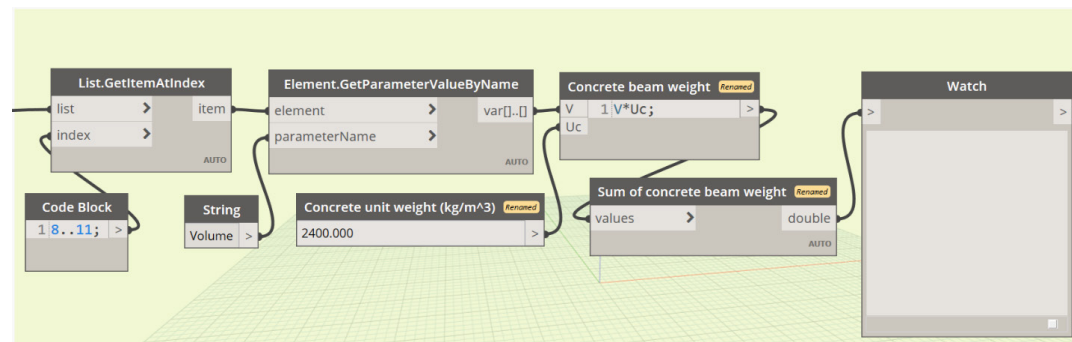 List.GetItemAtIndex
list > item
index >
AUTO
Element.GetParameterValueByName
element > var[]..[]
parameterName >
AUTO
Concrete beam weight Renamed
V 1 V*Uc; >
Uc
Watch
> >
Code Block
1 8..11; >
String
Volume >
Concrete unit weight (kg/m^3) Renamed
2400.000 >
Sum of concrete beam weight Renamed
values > double
AUTO